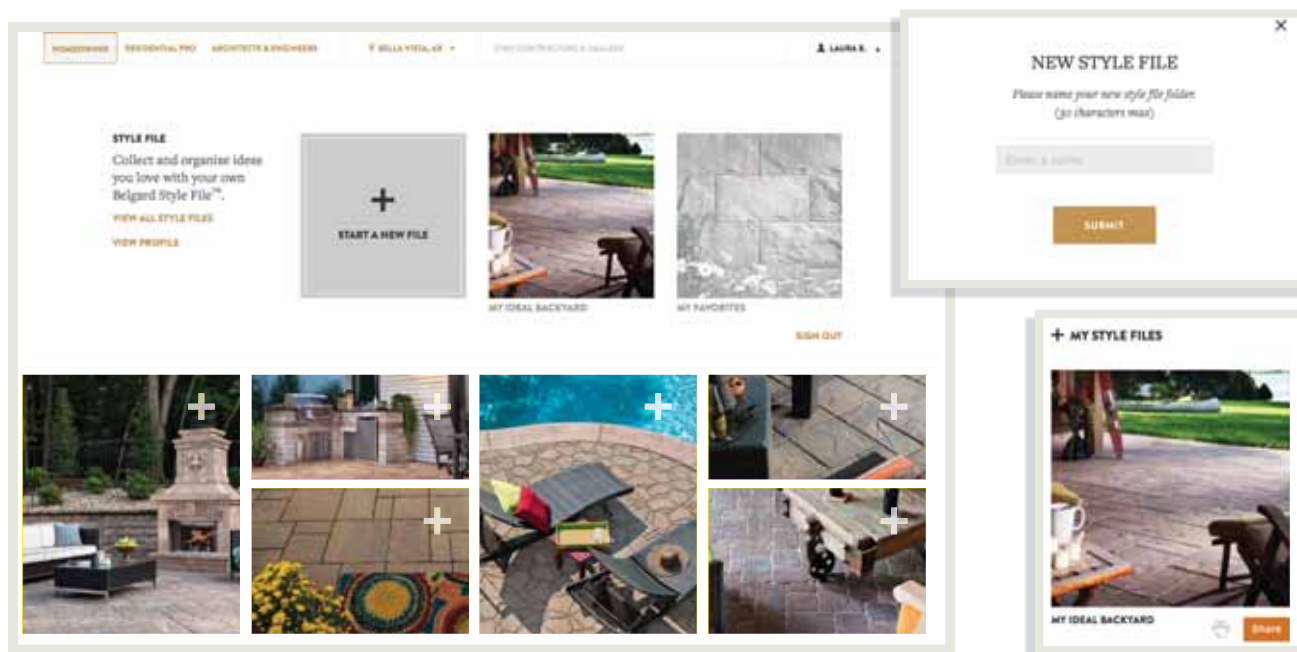 HOMEOWNER RESIDENTIAL PRO ARCHITECTS & ENGINEERS BELLA VISTA, AR FIND CONTRACTORS & DEALERS LAURA E.
STYLE FILE
Collect and organise ideas
you love with your own
Belgard Style File™.
VIEW ALL STYLE FILES
VIEW PROFILE
+
START A NEW FILE
MY IDEAL BACKYARD
MY FAVORITES
SIGN OUT
NEW STYLE FILE
Please name your new style file folder.
(30 characters max)
Enter a name
SUBMIT
+ MY STYLE FILES
MY IDEAL BACKYARD
Share